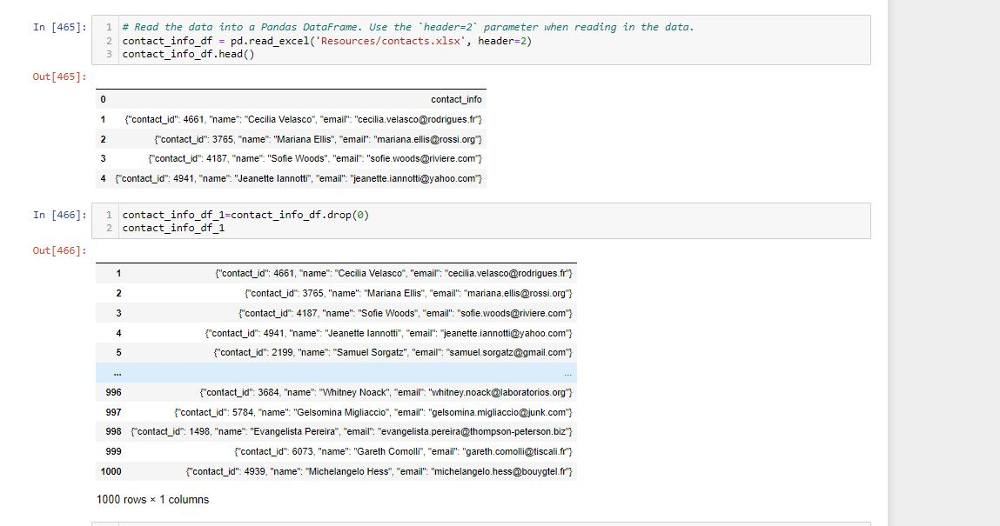 In [465]:
1 # Read the data into a Pandas DataFrame. Use the `header=2` parameter when reading in the data.
2 contact_info_df = pd.read_excel('Resources/contacts.xlsx', header=2)
3 contact_info_df.head()
Out[465]:
0 contact_info
1 {"contact_id": 4661, "name": "Cecilia Velasco", "email": "cecilia.velasco@rodrigues.fr"}
2 {"contact_id": 3765, "name": "Mariana Ellis", "email": "mariana.ellis@rossi.org"}
3 {"contact_id": 4187, "name": "Sofie Woods", "email": "sofie.woods@riviere.com"}
4 {"contact_id": 4941, "name": "Jeanette Iannotti", "email": "jeanette.iannotti@yahoo.com"}
In [466]:
1 contact_info_df_1=contact_info_df.drop(0)
2 contact_info_df_1
Out[466]:
1 {"contact_id": 4661, "name": "Cecilia Velasco", "email": "cecilia.velasco@rodrigues.fr"}
2 {"contact_id": 3765, "name": "Mariana Ellis", "email": "mariana.ellis@rossi.org"}
3 {"contact_id": 4187, "name": "Sofie Woods", "email": "sofie.woods@riviere.com"}
4 {"contact_id": 4941, "name": "Jeanette Iannotti", "email": "jeanette.iannotti@yahoo.com"}
5 {"contact_id": 2199, "name": "Samuel Sorgatz", "email": "samuel.sorgatz@gmail.com"}
... ...
996 {"contact_id": 3684, "name": "Whitney Noack", "email": "whitney.noack@laboratorios.org"}
997 {"contact_id": 5784, "name": "Gelsomina Migliaccio", "email": "gelsomina.migliaccio@junk.com"}
998 {"contact_id": 1498, "name": "Evangelista Pereira", "email": "evangelista.pereira@thompson-peterson.biz"}
999 {"contact_id": 6073, "name": "Gareth Comolli", "email": "gareth.comolli@tiscali.fr"}
1000 {"contact_id": 4939, "name": "Michelangelo Hess", "email": "michelangelo.hess@bouygtel.fr"}
1000 rows × 1 columns